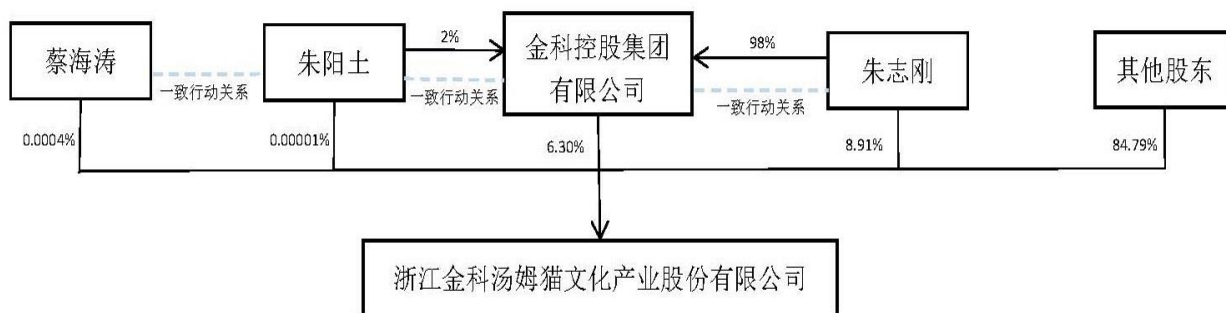 蔡海涛
朱阳土
2%
金科控股集团
有限公司
98%
朱志刚
其他股东
一致行动关系
一致行动关系
一致行动关系
0.0004%
0.00001%
6.30%
8.91%
84.79%
浙江金科汤姆猫文化产业股份有限公司